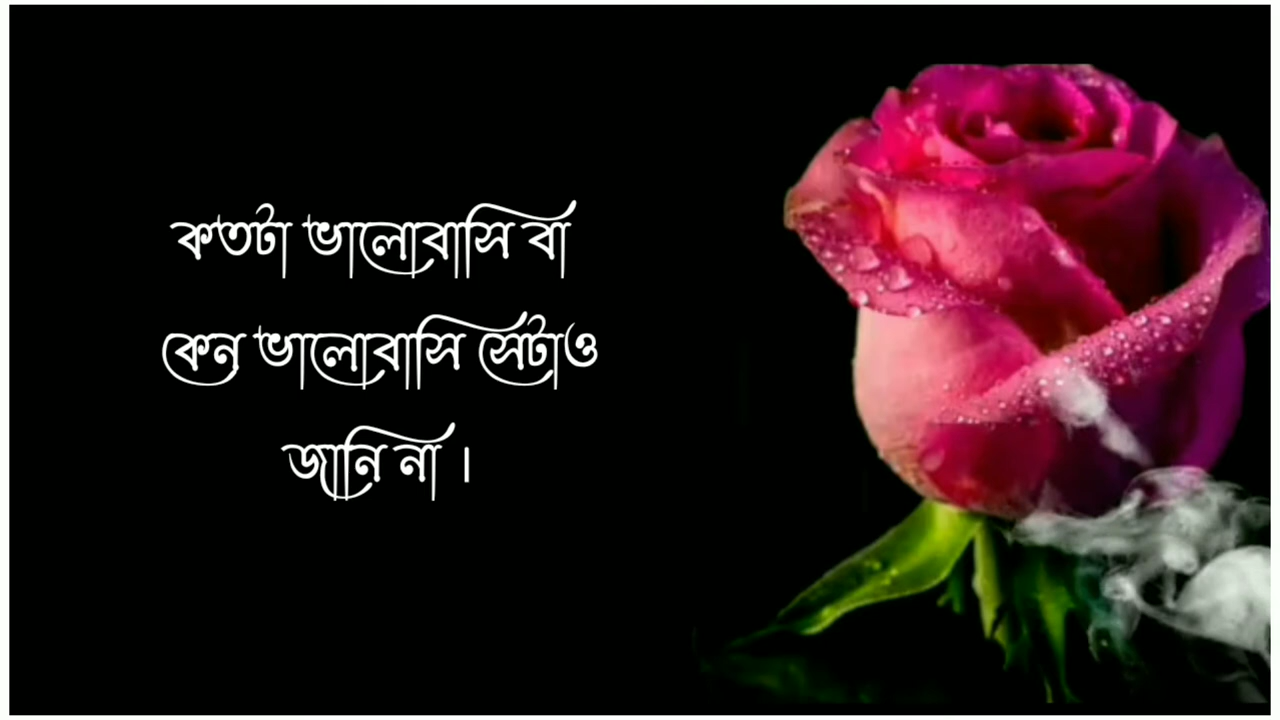 কতটা ভালোবাসি বা
কেন ভালোবাসি সেটাও
জানি না ।